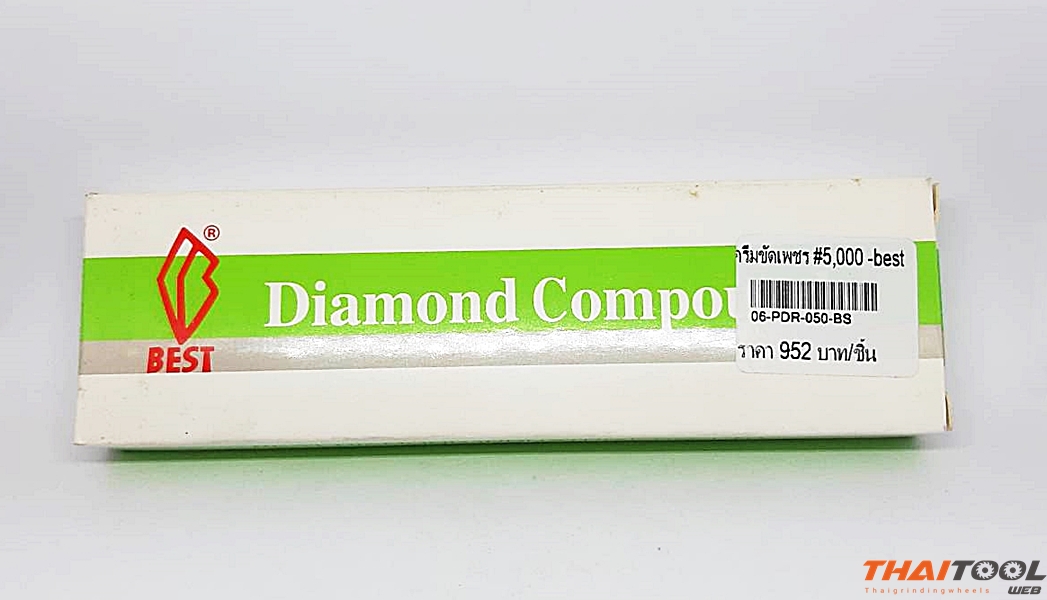 ®
BEST
Diamond Compou
ครีมขัดเพชร #5,000 -best
06-PDR-050-BS
ราคา 952 บาท/ชิ้น
THAITOOL
Thaigrindingwheels WEB